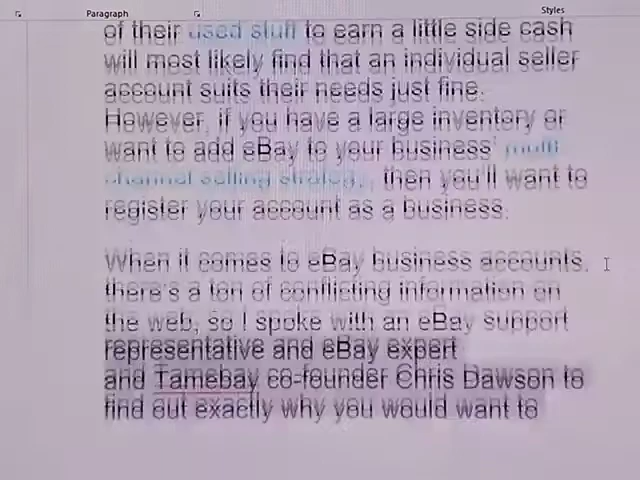 Paragraph
Styles
of their used stuff to earn a little side cash
will most likely find that an individual seller
account suits their needs just fine.
However, if you have a large inventory or
want to add eBay to your business' multi
channel selling strategy, then you'll want to
register your account as a business.
When it comes to eBay business accounts,
there's a ton of conflicting information on
the web, so I spoke with an eBay support
representative and eBay expert
and Tamebay co-founder Chris Dawson to
find out exactly why you would want to